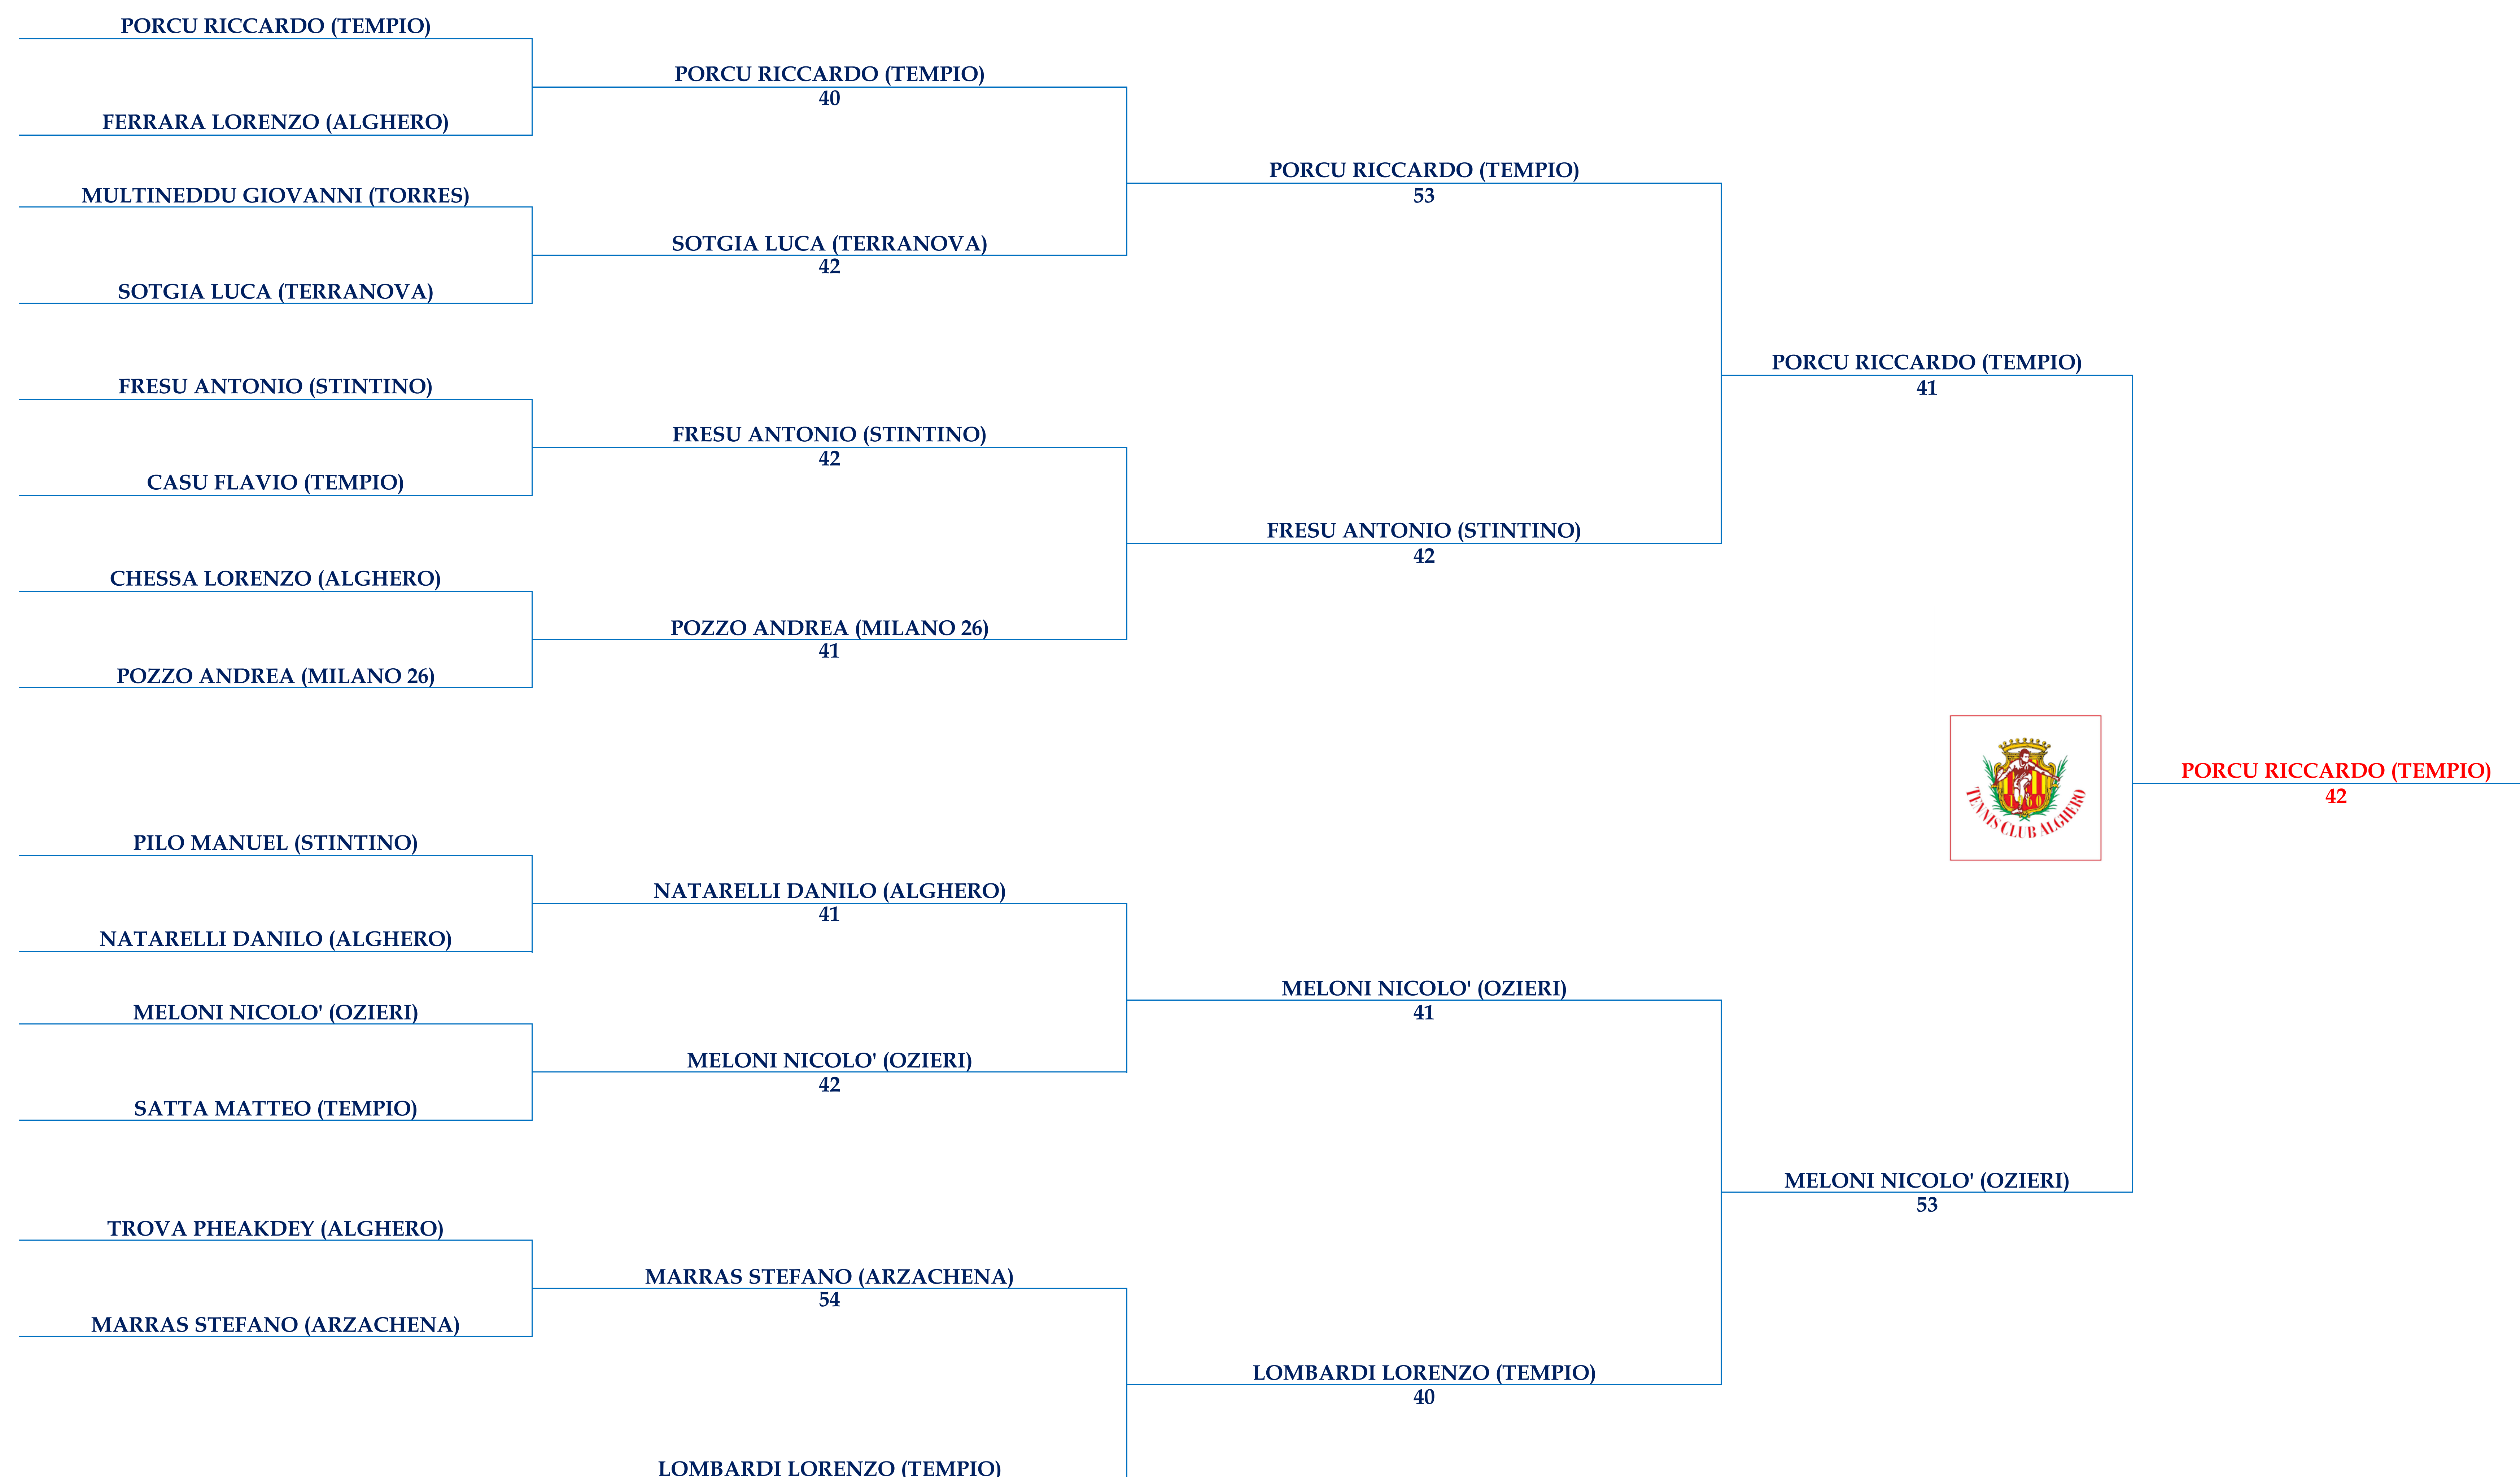 PORCU RICCARDO (TEMPIO)
FERRARA LORENZO (ALGHERO)
MULTINEDDU GIOVANNI (TORRES)
SOTGIA LUCA (TERRANOVA)
FRESU ANTONIO (STINTINO)
CASU FLAVIO (TEMPIO)
CHESSA LORENZO (ALGHERO)
POZZO ANDREA (MILANO 26)
PILO MANUEL (STINTINO)
NATARELLI DANILO (ALGHERO)
MELONI NICOLO' (OZIERI)
SATTA MATTEO (TEMPIO)
TROVA PHEAKDEY (ALGHERO)
MARRAS STEFANO (ARZACHENA)
PORCU RICCARDO (TEMPIO)
40
SOTGIA LUCA (TERRANOVA)
42
FRESU ANTONIO (STINTINO)
42
POZZO ANDREA (MILANO 26)
41
NATARELLI DANILO (ALGHERO)
41
MELONI NICOLO' (OZIERI)
42
MARRAS STEFANO (ARZACHENA)
54
LOMBARDI LORENZO (TEMPIO)
PORCU RICCARDO (TEMPIO)
53
FRESU ANTONIO (STINTINO)
42
MELONI NICOLO' (OZIERI)
41
LOMBARDI LORENZO (TEMPIO)
40
PORCU RICCARDO (TEMPIO)
41
TENNIS CLUB ALGHERO
MELONI NICOLO' (OZIERI)
53
PORCU RICCARDO (TEMPIO)
42